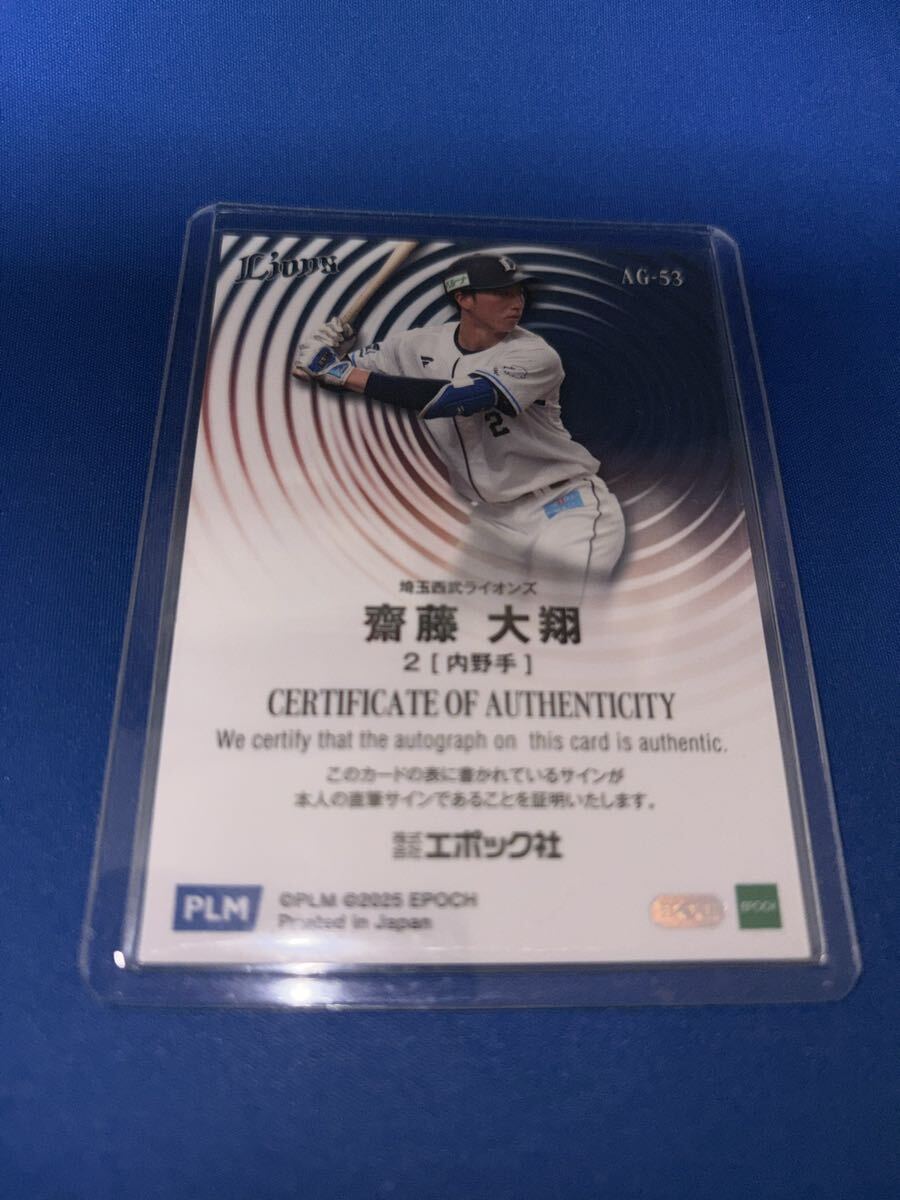 Lions
AG-53
2
埼玉西武ライオンズ
齋藤 大翔
2 [内野手]
CERTIFICATE OF AUTHENTICITY
We certify that the autograph on this card is authentic.
このカードの表に書かれているサインが
本人の直筆サインであることを証明いたします。
株式会社エポック社
PLM
©PLM ©2025 EPOCH
Printed in Japan
EPOCH